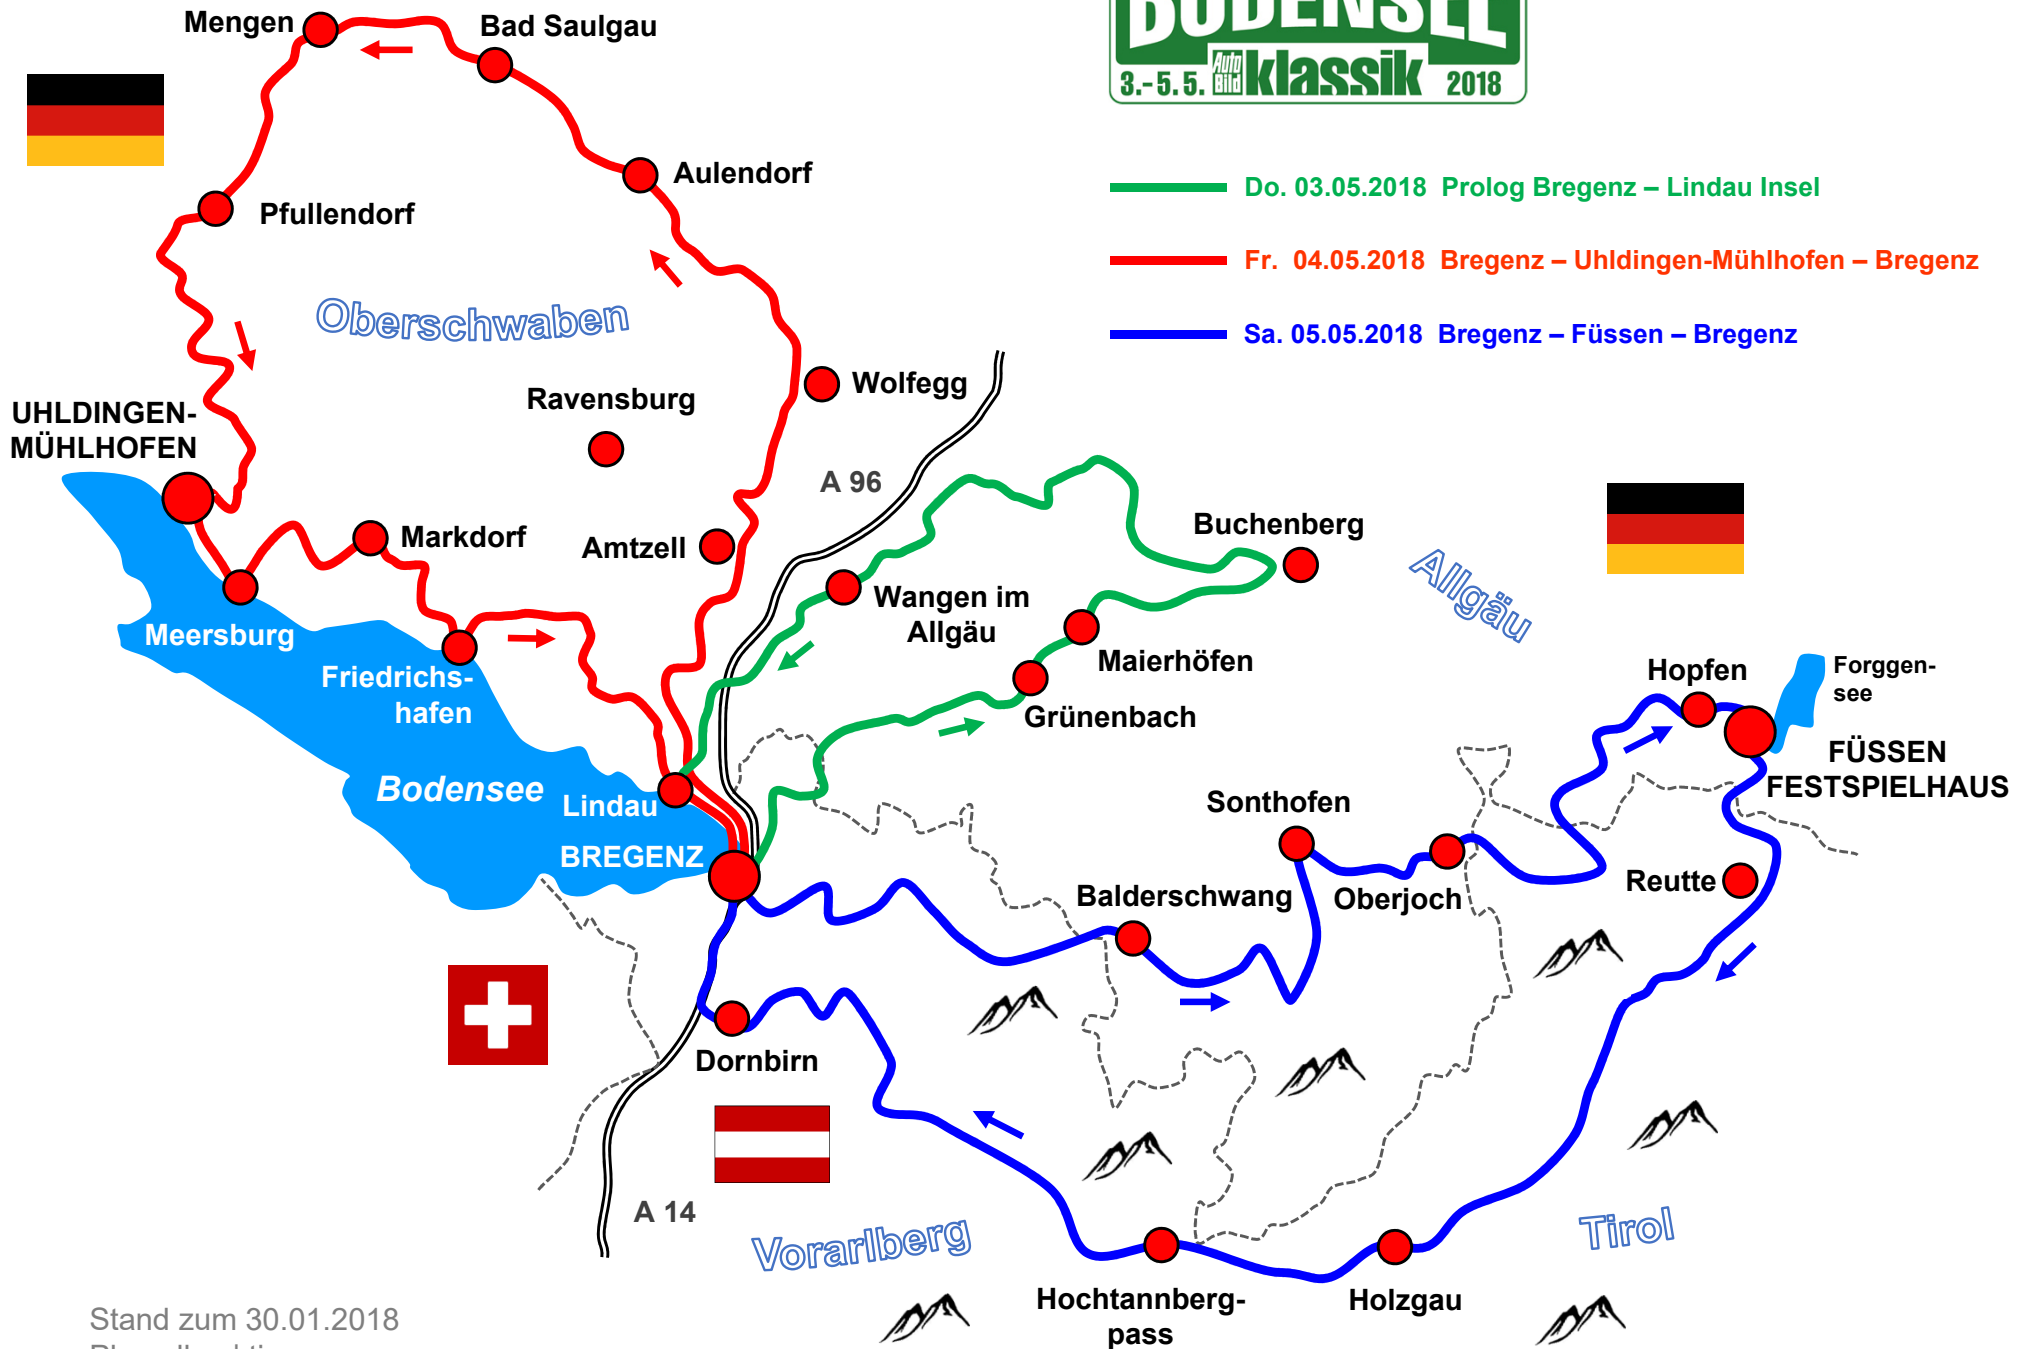 BODENSEE
3.-5.5. Auto Bild klassik 2018
Do. 03.05.2018 Prolog Bregenz – Lindau Insel
Fr. 04.05.2018 Bregenz – Uhldingen-Mühlhofen – Bregenz
Sa. 05.05.2018 Bregenz – Füssen – Bregenz
Mengen
Bad Saulgau
Aulendorf
Pfullendorf
Oberschwaben
Wolfegg
Ravensburg
UHLDINGEN-
MÜHLHOFEN
A 96
Markdorf
Amtzell
Buchenberg
Allgäu
Wangen im
Allgäu
Meersburg
Maierhöfen
Friedrichs-
hafen
Grünenbach
Hopfen
Forggen-
see
FÜSSEN
FESTSPIELHAUS
Bodensee
Lindau
BREGENZ
Sonthofen
Balderschwang
Oberjoch
Reutte
Dornbirn
A 14
Vorarlberg
Tirol
Hochtannberg-
pass
Holzgau
Stand zum 30.01.2018